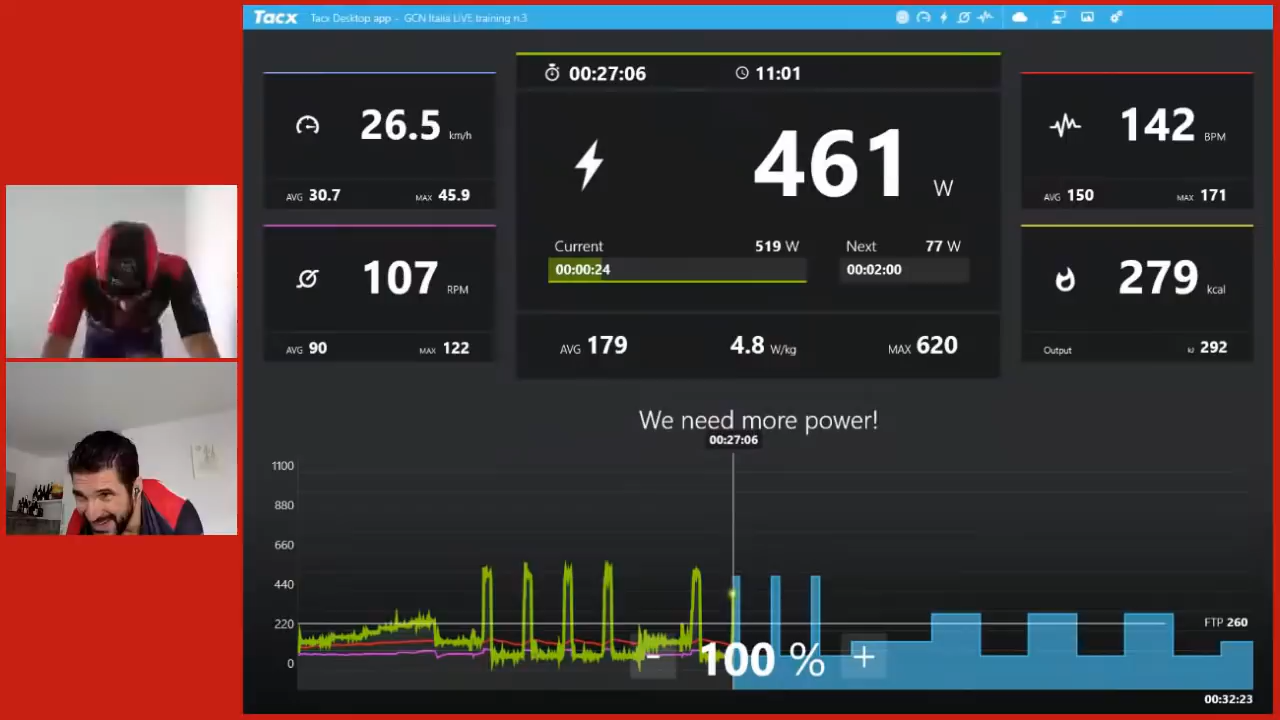 Tacx Tacx Desktop app - GCN Italia LiVE training n.3
26.5 km/h
AVG 30.7 MAX 45.9
107 RPM
AVG 90 MAX 122
00:27:06 11:01
461 W
Current 519 W Next 77 W
00:00:24 00:02:00
AVG 179 4.8 W/kg MAX 620
142 BPM
AVG 150 MAX 171
279 kcal
Output kJ 292
We need more power!
00:27:06
1100
880
660
440
220
0
FTP 260
- 100 % +
00:32:23